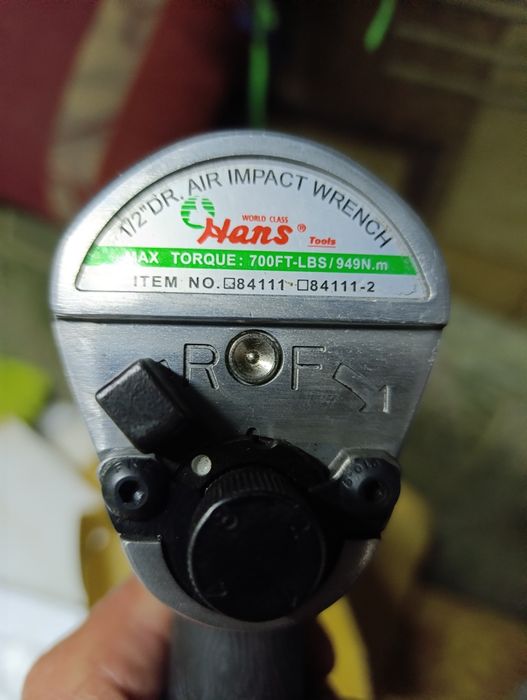 1/2"DR. AIR IMPACT WRENCH
WORLD CLASS
Hans® Tools
MAX TORQUE: 700FT-LBS/949N.m
ITEM NO. ☒84111 ☐84111-2
R F
1